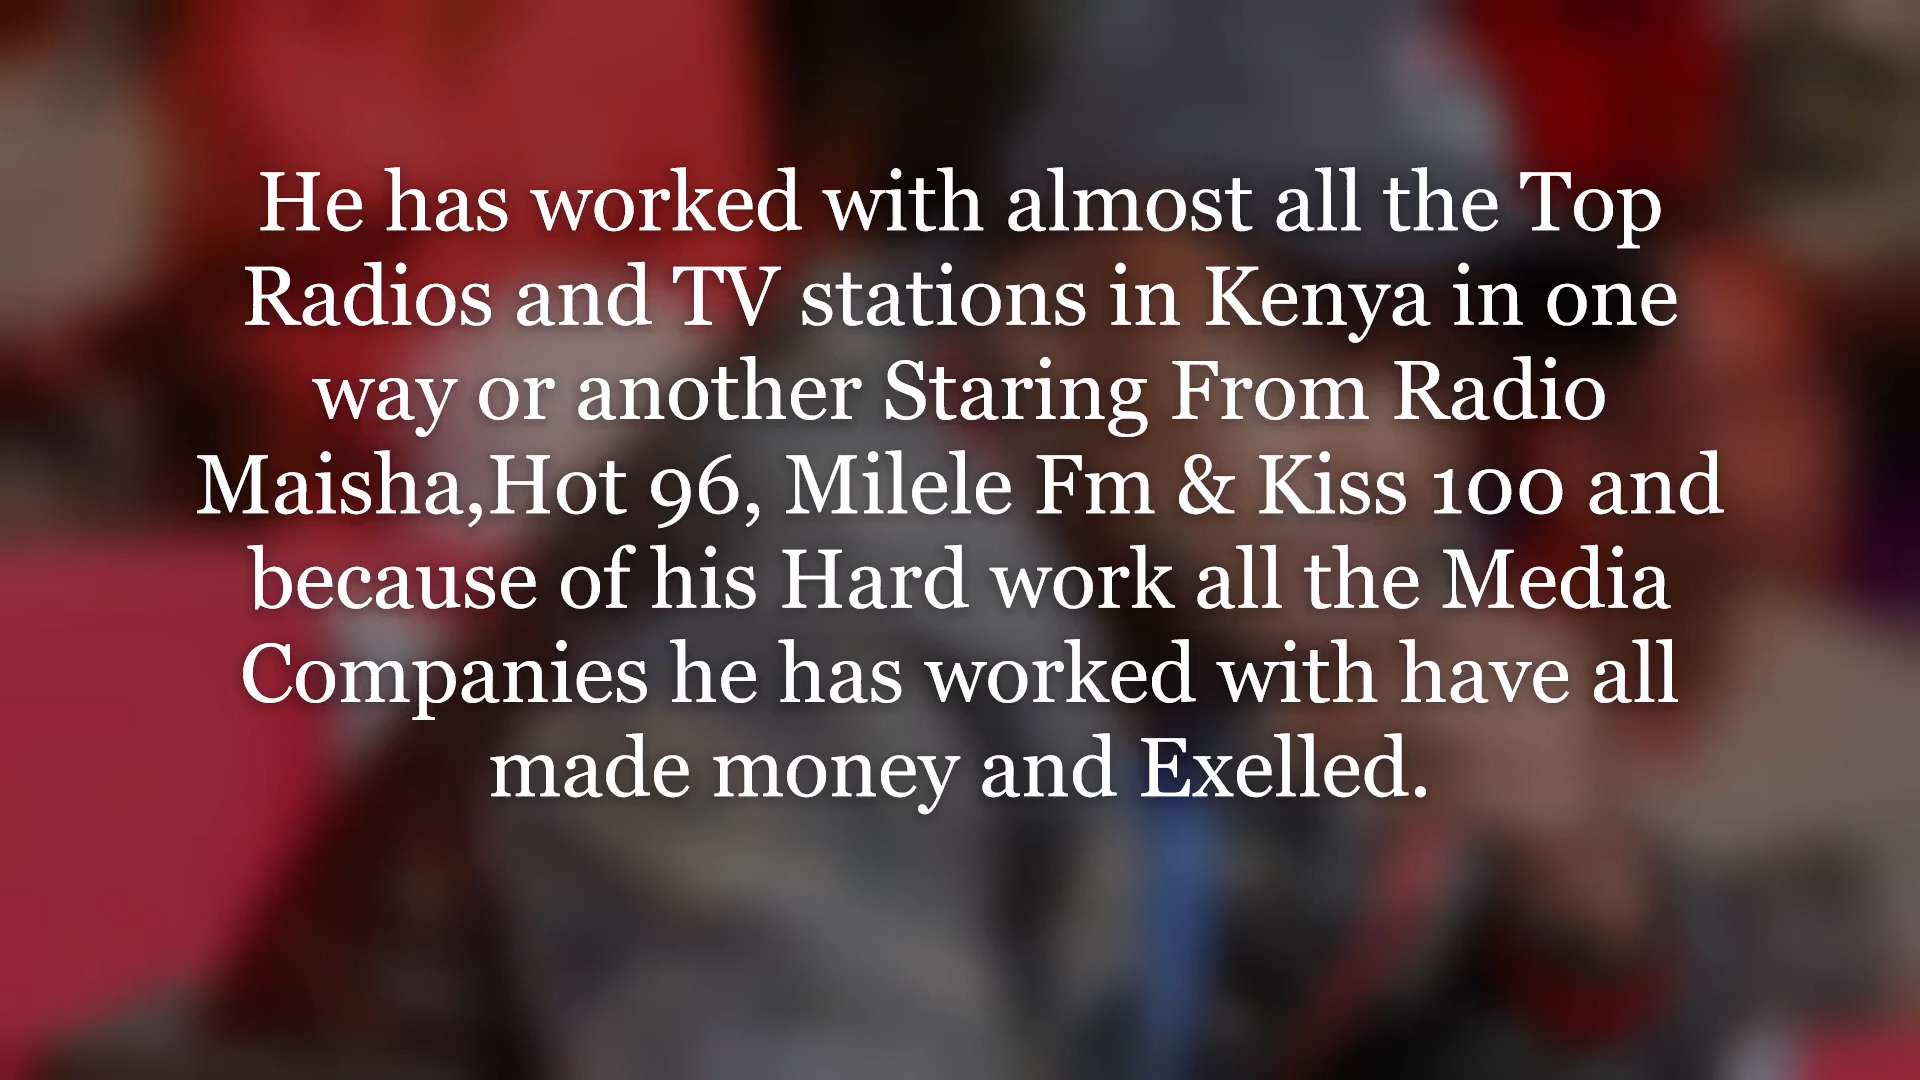 He has worked with almost all the Top
Radios and TV stations in Kenya in one
way or another Staring From Radio
Maisha,Hot 96, Milele Fm & Kiss 100 and
because of his Hard work all the Media
Companies he has worked with have all
made money and Exelled.